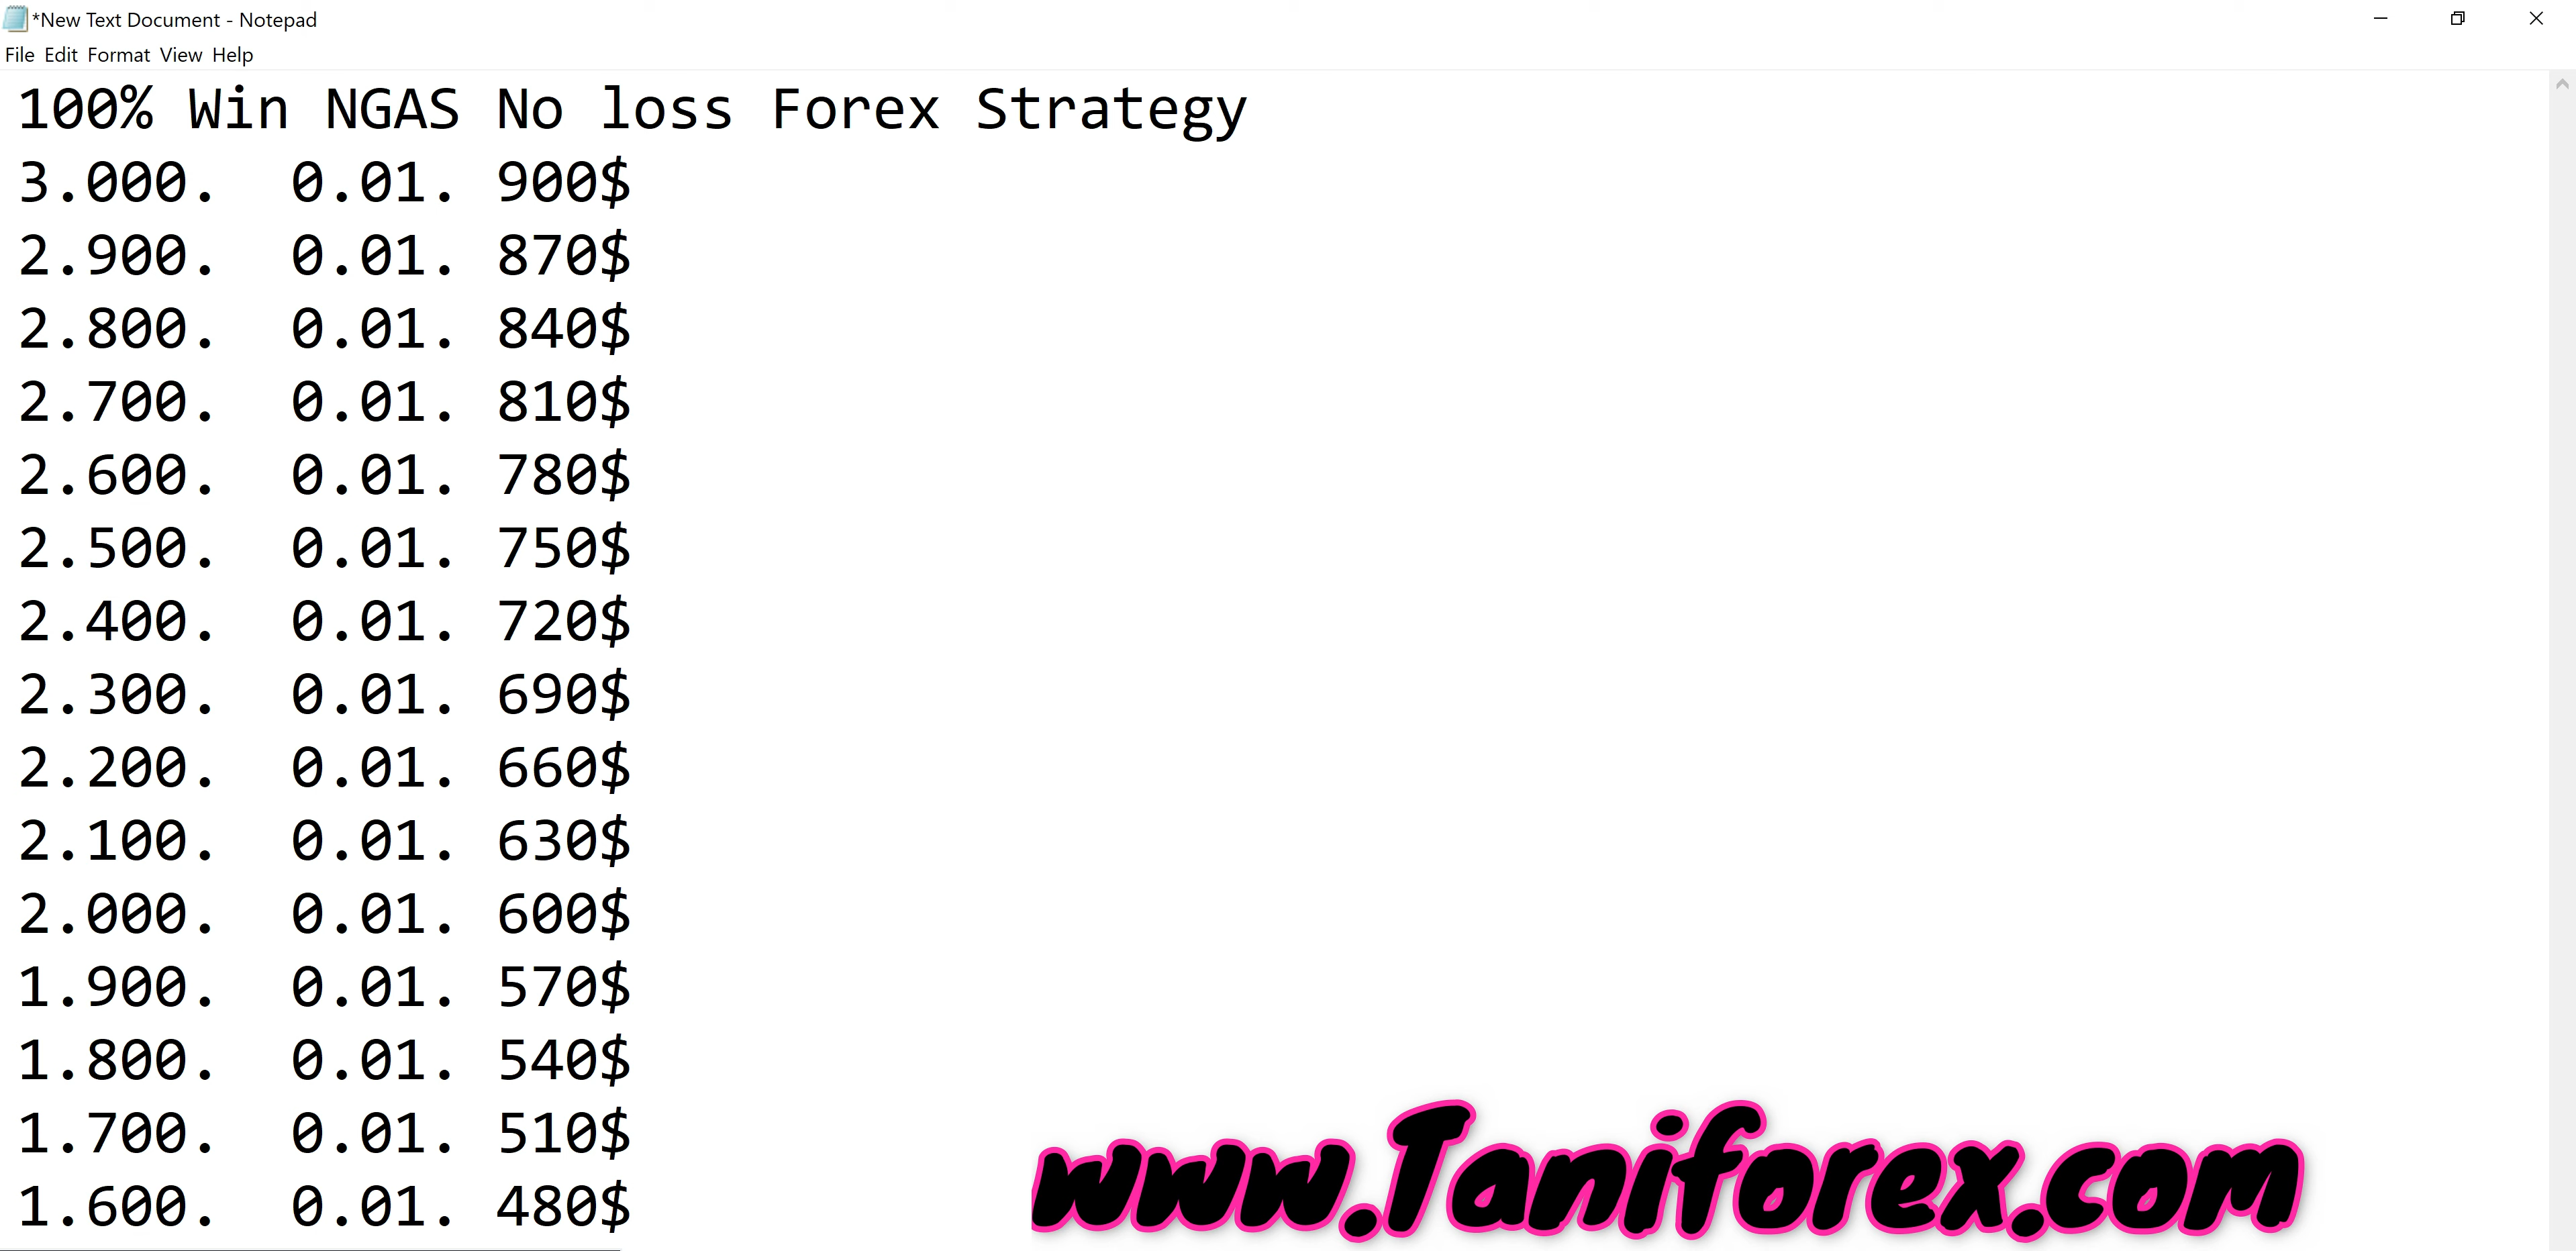 *New Text Document - Notepad
File Edit Format View Help
100% Win NGAS No loss Forex Strategy
3.000.  0.01. 900$
2.900.  0.01. 870$
2.800.  0.01. 840$
2.700.  0.01. 810$
2.600.  0.01. 780$
2.500.  0.01. 750$
2.400.  0.01. 720$
2.300.  0.01. 690$
2.200.  0.01. 660$
2.100.  0.01. 630$
2.000.  0.01. 600$
1.900.  0.01. 570$
1.800.  0.01. 540$
1.700.  0.01. 510$
1.600.  0.01. 480$
www.Taniforex.com